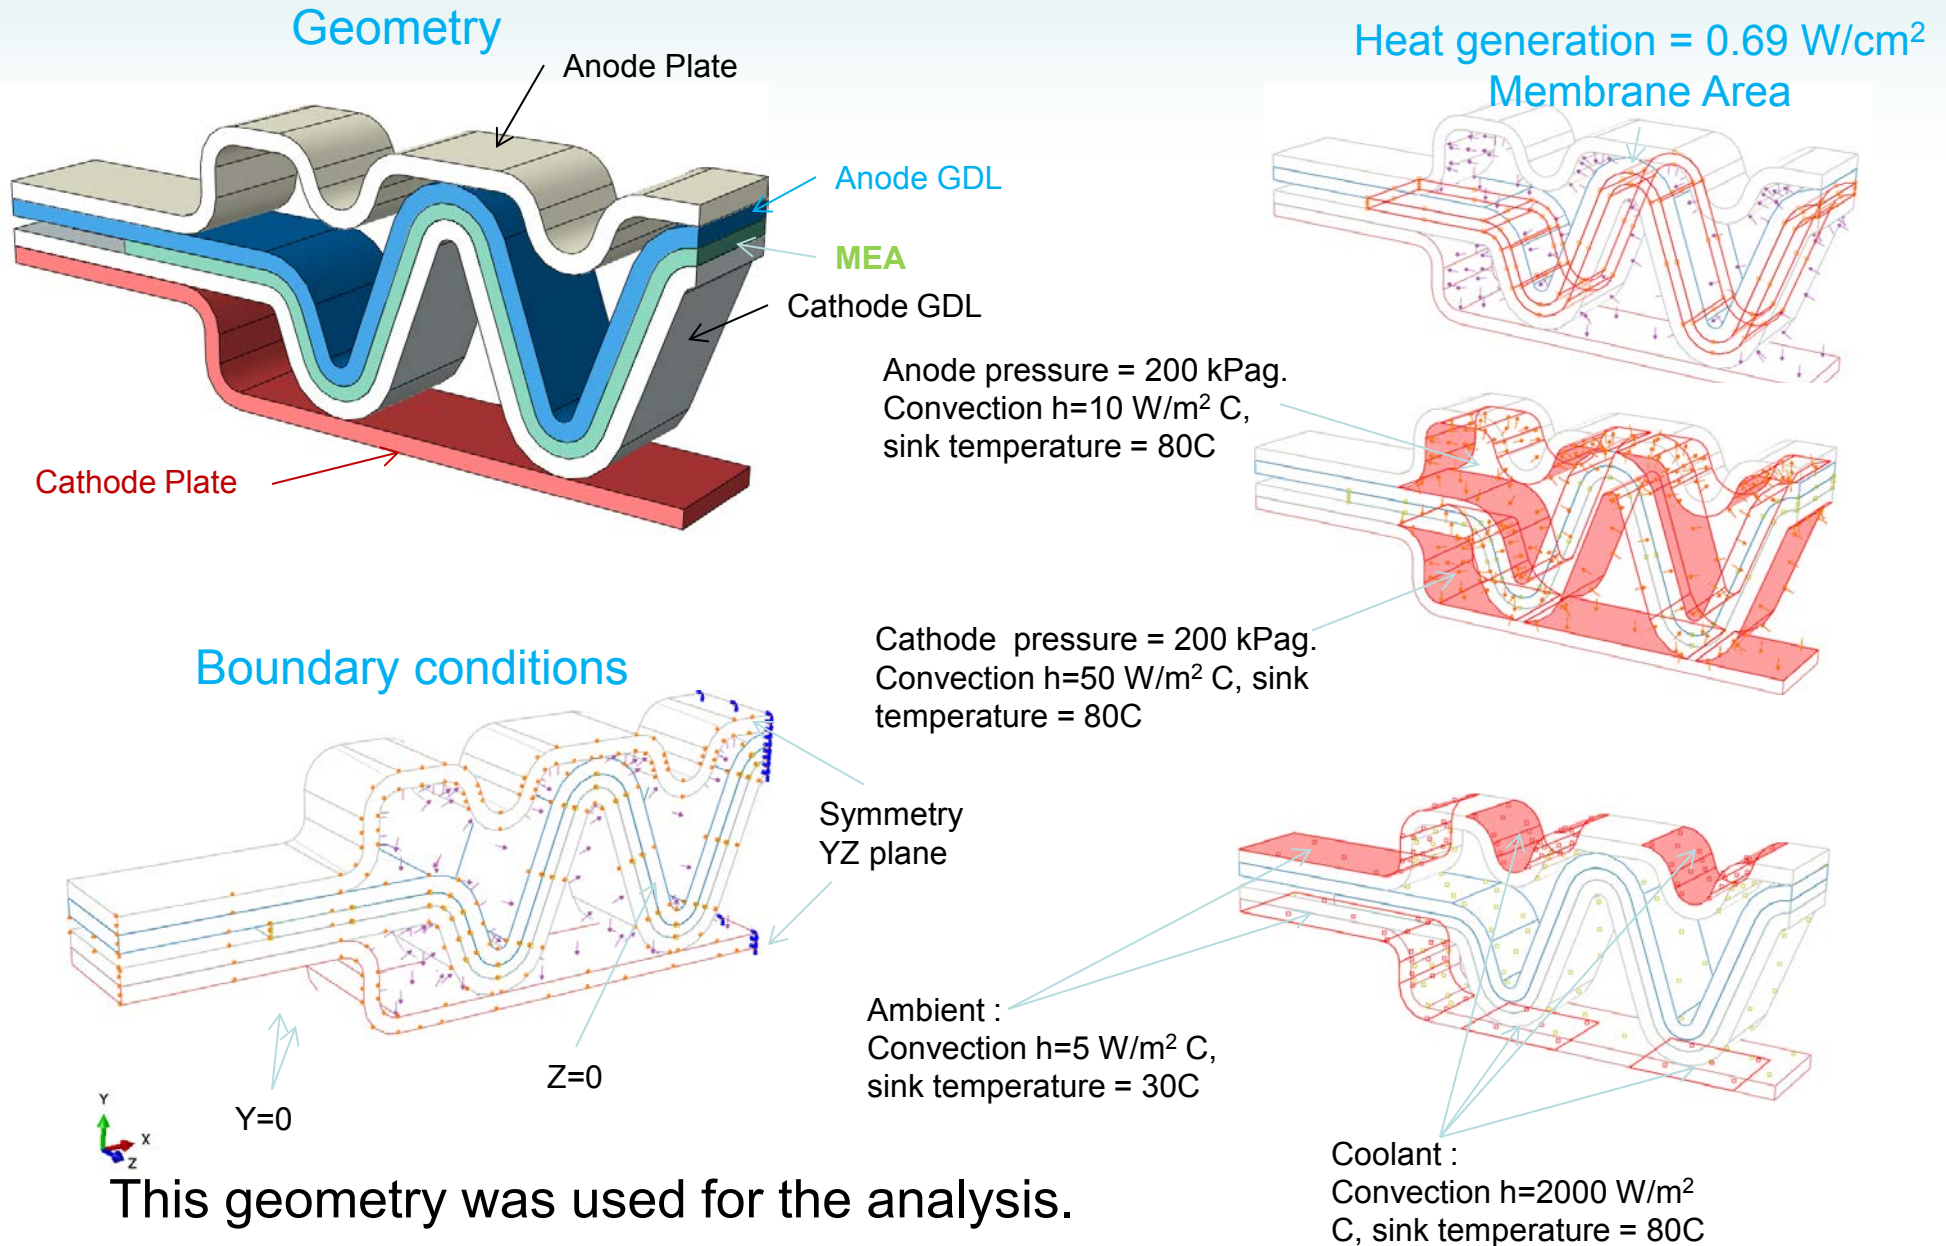 Geometry
Anode Plate
Anode GDL
MEA
Cathode GDL
Cathode Plate
Heat generation = 0.69 W/cm²
Membrane Area
Anode pressure = 200 kPag.
Convection h=10 W/m² C,
sink temperature = 80C
Cathode  pressure = 200 kPag.
Convection h=50 W/m² C, sink
temperature = 80C
Boundary conditions
Symmetry
YZ plane
Z=0
Y=0
Y
X
Z
Ambient :
Convection h=5 W/m² C,
sink temperature = 30C
Coolant :
Convection h=2000 W/m²
C, sink temperature = 80C
This geometry was used for the analysis.